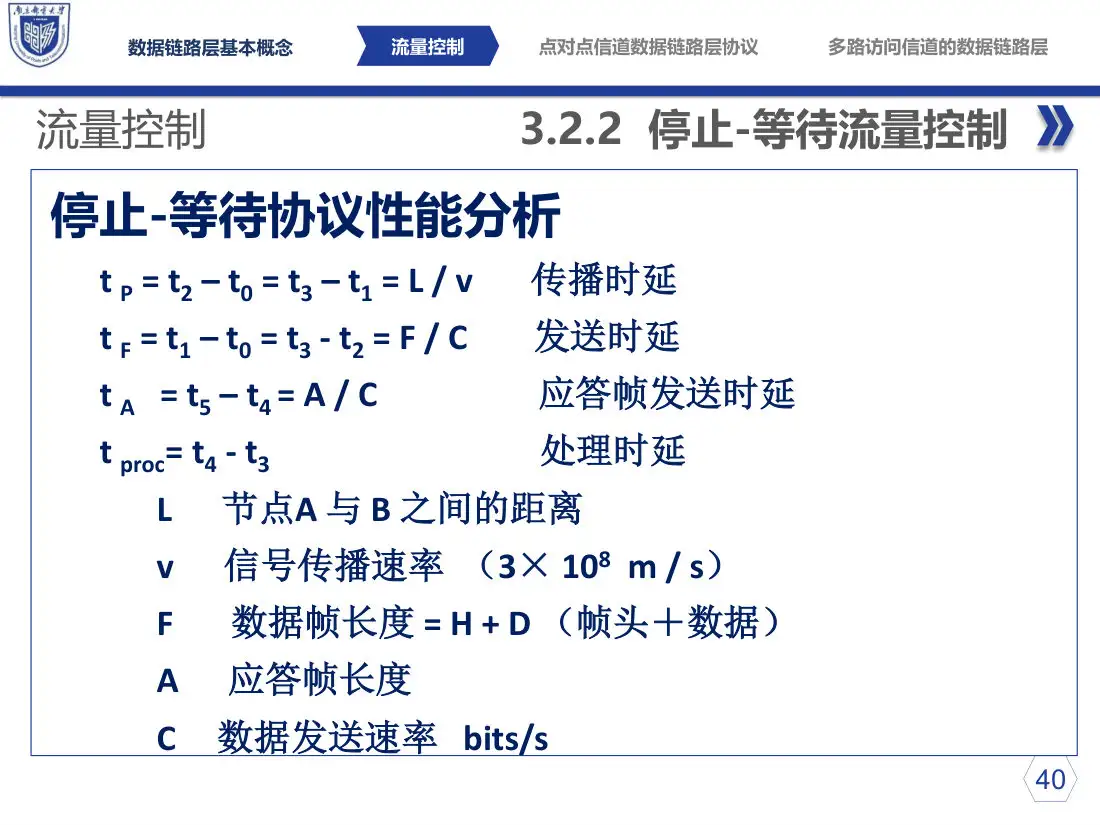 南京邮电大学
数据链路层基本概念 流量控制 点对点信道数据链路层协议 多路访问信道的数据链路层
流量控制 3.2.2 停止-等待流量控制
停止-等待协议性能分析
t P = t2 – t0 = t3 – t1 = L / v 传播时延
t F = t1 – t0 = t3 - t2 = F / C 发送时延
t A = t5 – t4 = A / C 应答帧发送时延
t proc= t4 - t3 处理时延
L 节点A 与 B 之间的距离
v 信号传播速率 （3× 10⁸ m / s）
F 数据帧长度 = H + D （帧头＋数据）
A 应答帧长度
C 数据发送速率 bits/s
40